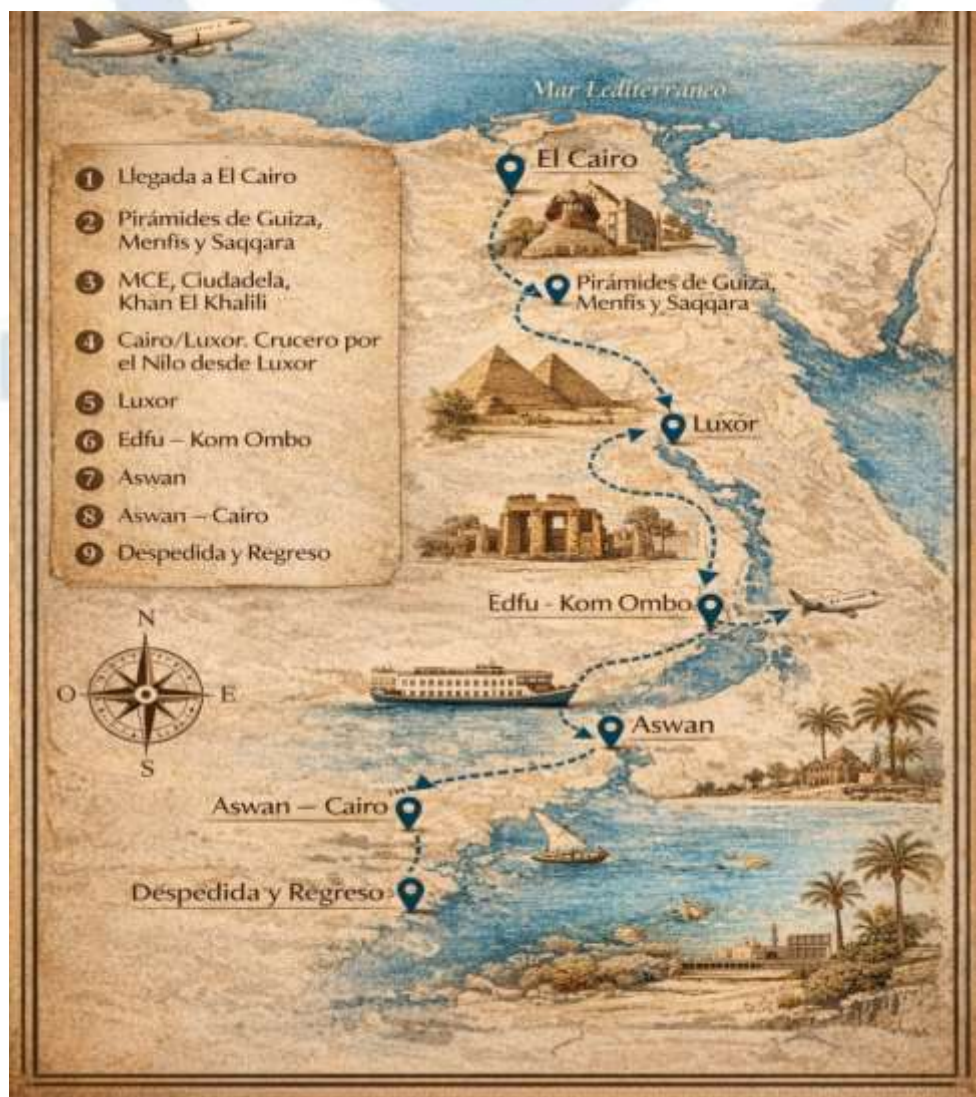 Mar Lediterráneo
El Cairo
1 Llegada a El Cairo
2 Pirámides de Guiza,
Menfis y Saqqara
3 MCE, Ciudadela,
Khan El Khalili
4 Cairo/Luxor. Crucero por
el Nilo desde Luxor
5 Luxor
6 Edfu – Kom Ombo
7 Aswan
8 Aswan – Cairo
9 Despedida y Regreso
Pirámides de Guiza,
Menfis y Saqqara
Luxor
Edfu - Kom Ombo
N
O
E
S
Aswan
Aswan – Cairo
Despedida y Regreso